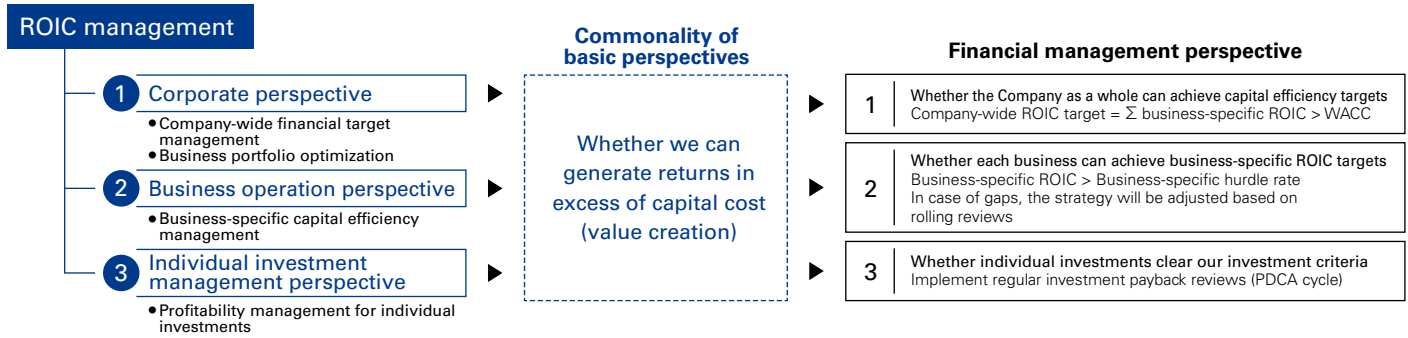 ROIC management
1 Corporate perspective
• Company-wide financial target
management
• Business portfolio optimization
2 Business operation perspective
• Business-specific capital efficiency
management
3 Individual investment
management perspective
• Profitability management for individual
investments
Commonality of
basic perspectives
Whether we can
generate returns in
excess of capital cost
(value creation)
Financial management perspective
1
Whether the Company as a whole can achieve capital efficiency targets
Company-wide ROIC target = Σ business-specific ROIC > WACC
2
Whether each business can achieve business-specific ROIC targets
Business-specific ROIC > Business-specific hurdle rate
In case of gaps, the strategy will be adjusted based on
rolling reviews
3
Whether individual investments clear our investment criteria
Implement regular investment payback reviews (PDCA cycle)